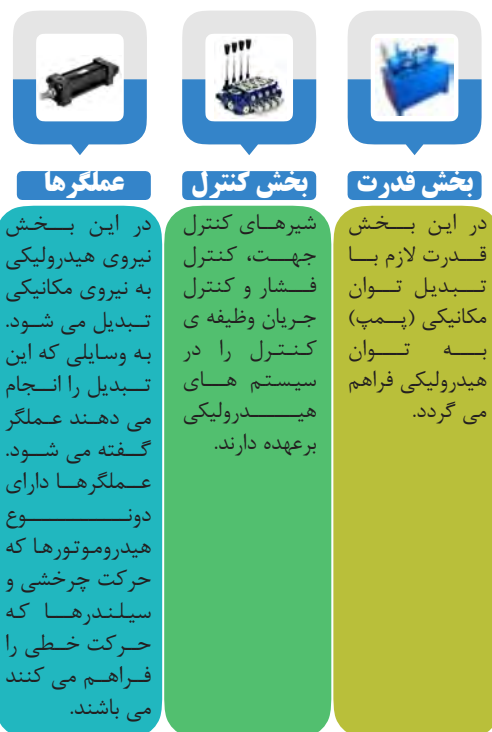 بخش قدرت
در این بخش
قدرت لازم با
تبدیل توان
مکانیکی (پمپ)
به توان
هیدرولیکی فراهم
می گردد.
بخش کنترل
شیرهای کنترل
جهت، کنترل
فشار و کنترل
جریان وظیفه ی
کنترل را در
سیستم های
هیدرولیکی
برعهده دارند.
عملگرها
در این بخش
نیروی هیدرولیکی
به نیروی مکانیکی
تبدیل می شود.
به وسایلی که این
تبدیل را انجام
می دهند عملگر
گفته می شود.
عملگرها دارای
دونوع
هیدروموتورها که
حرکت چرخشی و
سیلندرها که
حرکت خطی را
فراهم می کنند
می باشند.